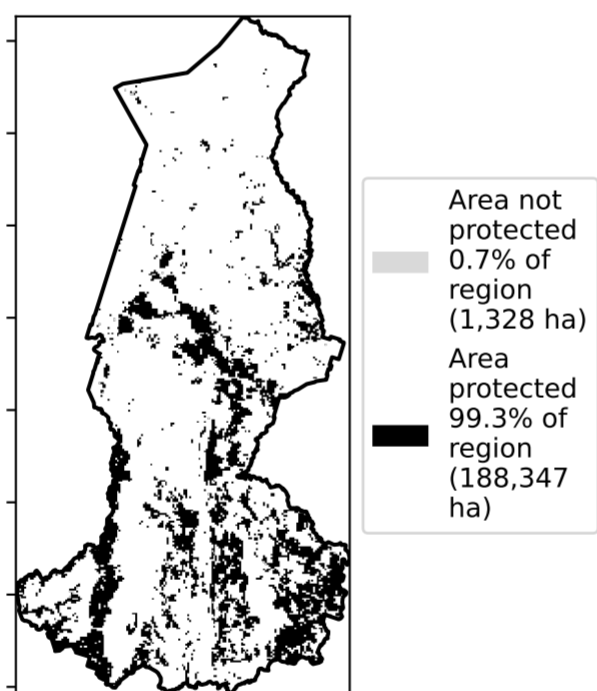 Area not
protected
0.7% of
region
(1,328 ha)
Area
protected
99.3% of
region
(188,347
ha)